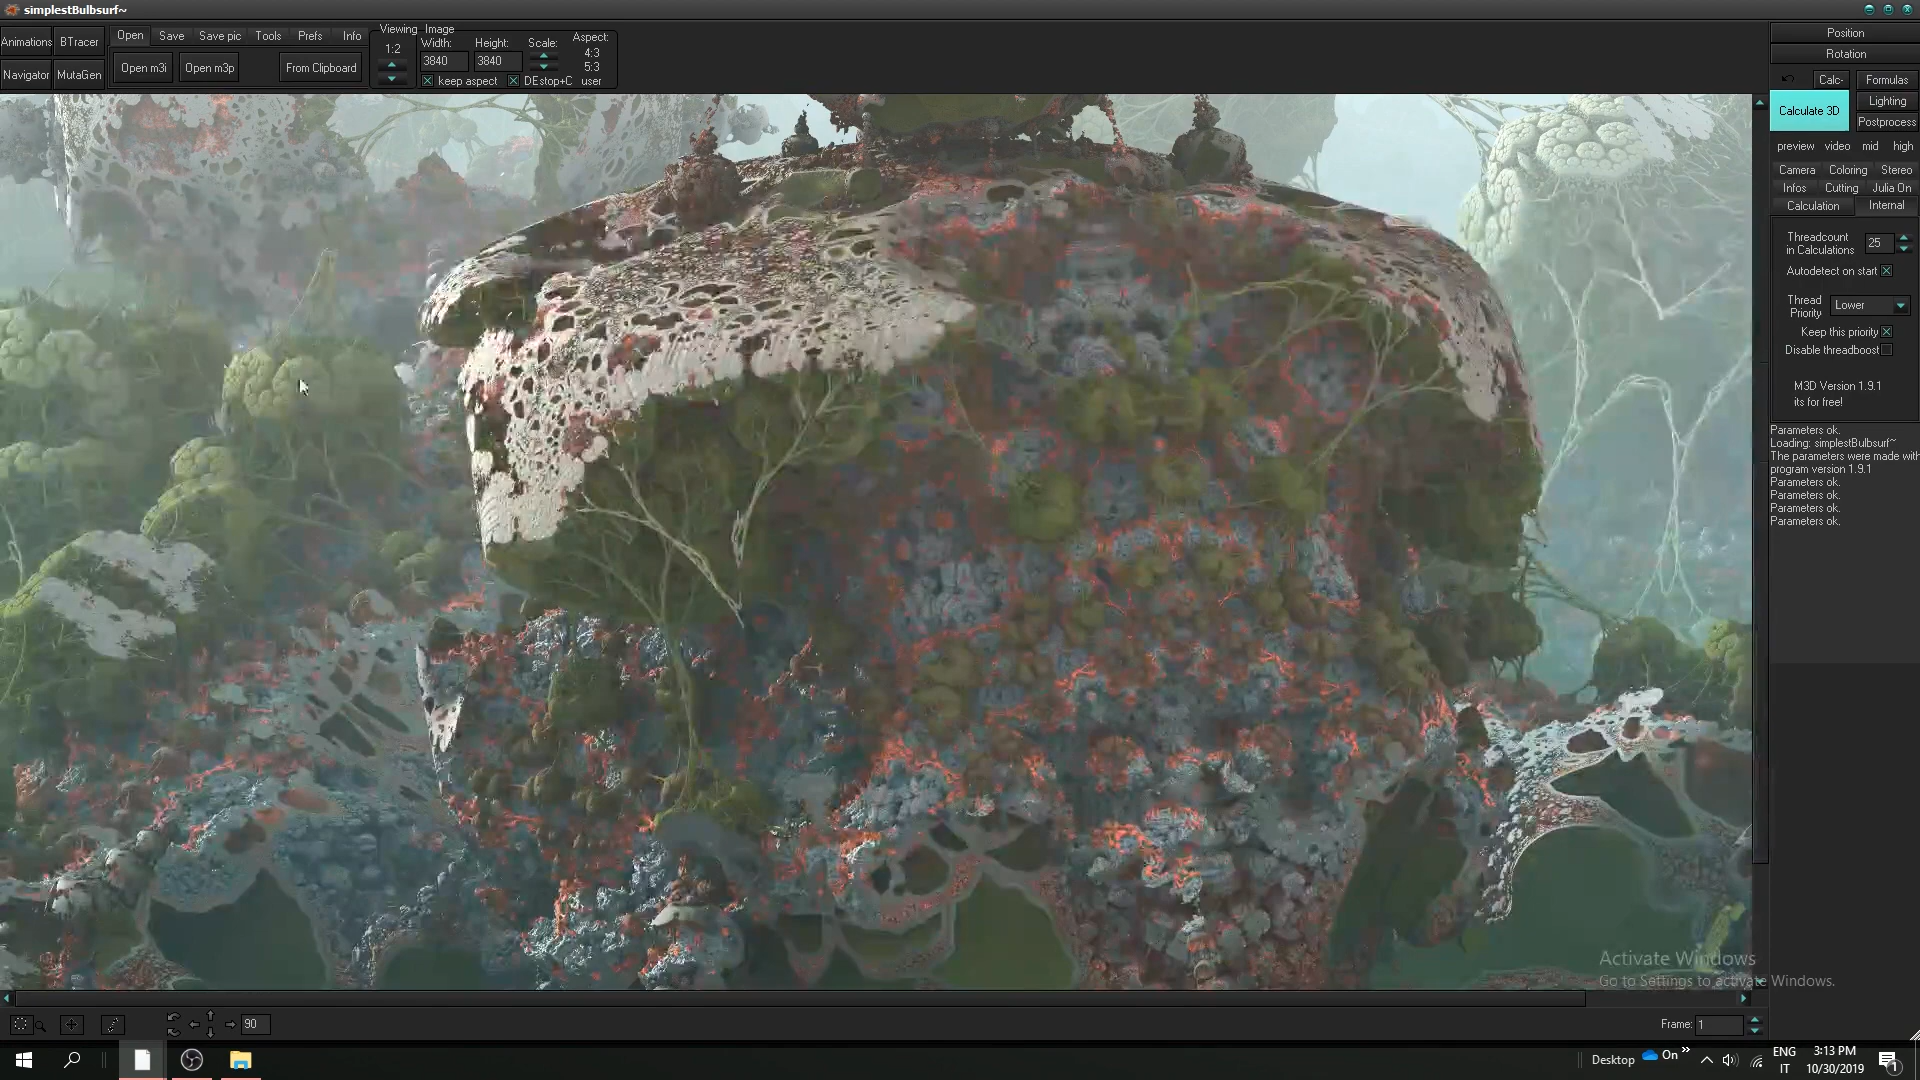 simplestBulbsurf~
Animations BTracer Open Save Save pic Tools Prefs Info
Navigator MutaGen Open m3i Open m3p From Clipboard
Viewing 1:2
Image
Width: Height: Scale: Aspect:
3840 3840 4:3
5:3
keep aspect DEstop+C user
Position
Rotation
Calc- Formulas
Calculate 3D Lighting
Postprocess
preview video mid high
Camera Coloring Stereo
Infos Cutting Julia On
Calculation Internal
Threadcount
in Calculations 25
Autodetect on start
Thread
Priority Lower
Keep this priority
Disable threadboost
M3D Version 1.9.1
its for free!
Parameters ok.
Loading: simplestBulbsurf~
The parameters were made with
program version 1.9.1
Parameters ok.
Parameters ok.
Parameters ok.
Parameters ok.
Activate Windows
Go to Settings to activate Windows.
90
Frame: 1
Desktop On » ENG 3:13 PM
IT 10/30/2019 1